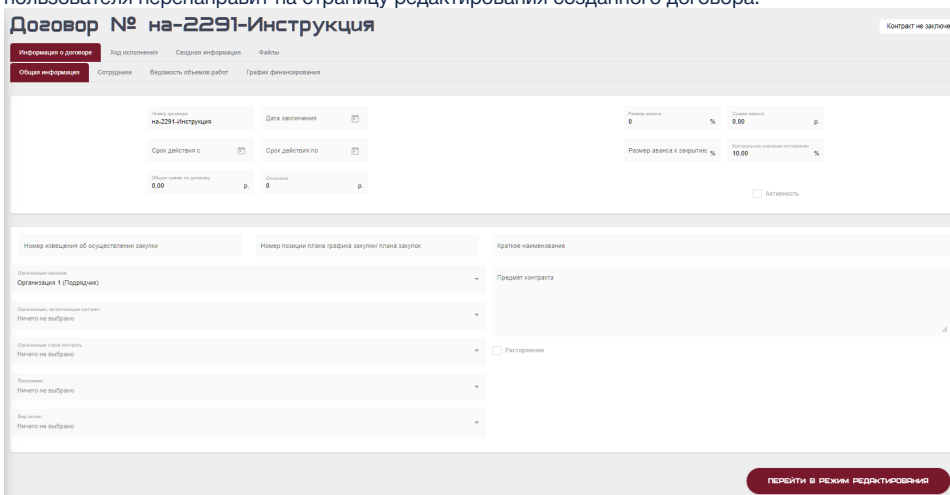 пользователя перенаправит на страницу редактирования созданного договора.
Договор № на-2291-Инструкция
Контракт не заключе
Информация о договоре Ход исполнения Сводная информация Файлы
Общая информация Сотрудники Ведомость объемов работ График финансирования
Номер договора
на-2291-Инструкция
Дата заключения
Размер аванса
0 %
Сумма аванса
0,00 р.
Срок действия с
Срок действия по
Размер аванса к закрытию %
Контрольное значение отставания
10,00 %
Общая сумма по договору
0,00 р.
Оплачено
0 р.
Активность
Номер извещения об осуществлении закупки
Номер позиции плана графика закупки/ плана закупок
Краткое наименование
Организация-заказчик
Организация 1 (Подрядчик)
Предмет контракта
Организация, исполняющая контракт
Ничего не выбрано
Организация строй контроль
Ничего не выбрано
Расторжение
Программа
Ничего не выбрано
Вид затрат
Ничего не выбрано
ПЕРЕЙТИ В РЕЖИМ РЕДАКТИРОВАНИЯ